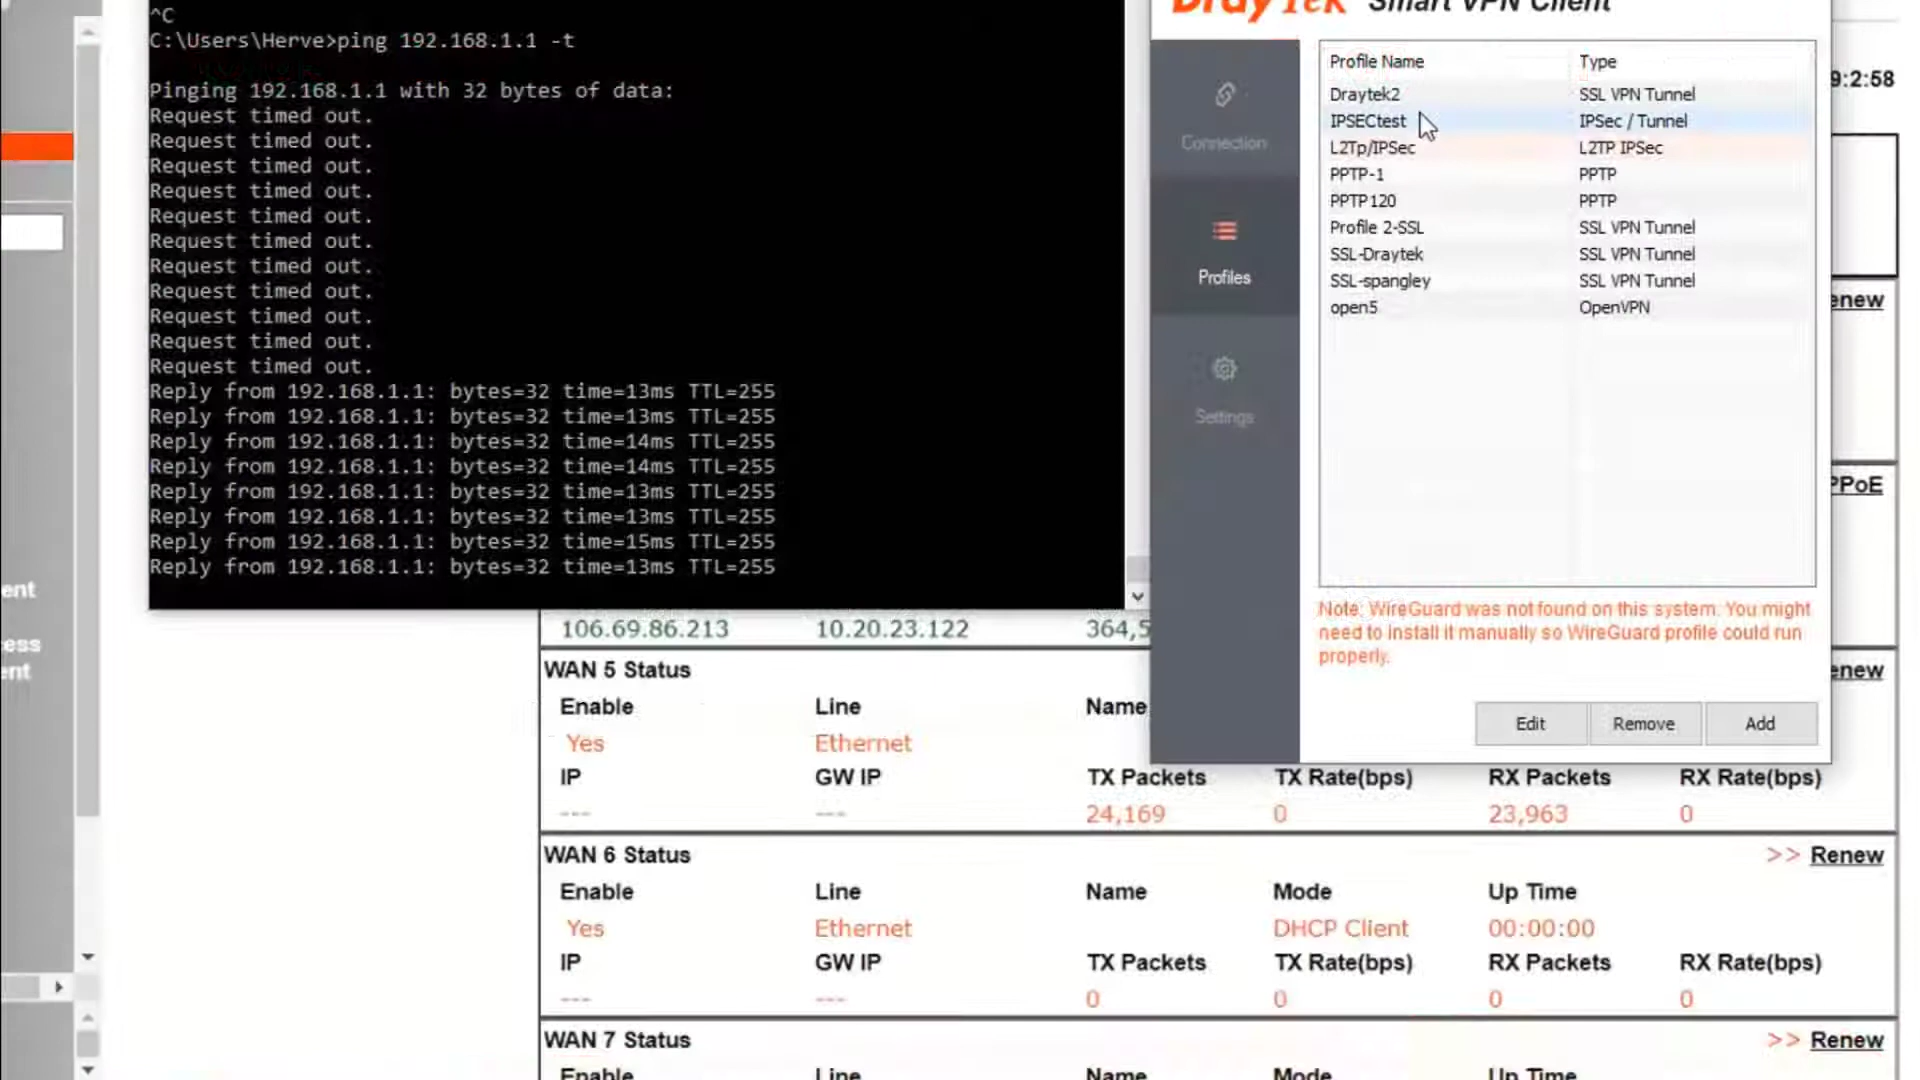 ^C
C:\Users\Herve>ping 192.168.1.1 -t
Pinging 192.168.1.1 with 32 bytes of data:
Request timed out.
Request timed out.
Request timed out.
Request timed out.
Request timed out.
Request timed out.
Request timed out.
Request timed out.
Request timed out.
Request timed out.
Request timed out.
Reply from 192.168.1.1: bytes=32 time=13ms TTL=255
Reply from 192.168.1.1: bytes=32 time=13ms TTL=255
Reply from 192.168.1.1: bytes=32 time=14ms TTL=255
Reply from 192.168.1.1: bytes=32 time=14ms TTL=255
Reply from 192.168.1.1: bytes=32 time=13ms TTL=255
Reply from 192.168.1.1: bytes=32 time=13ms TTL=255
Reply from 192.168.1.1: bytes=32 time=15ms TTL=255
Reply from 192.168.1.1: bytes=32 time=13ms TTL=255
DrayTek Smart VPN Client
Connection
Profiles
Settings
Profile Name Type
Draytek2 SSL VPN Tunnel
IPSECtest IPSec / Tunnel
L2Tp/IPSec L2TP IPSec
PPTP-1 PPTP
PPTP120 PPTP
Profile 2-SSL SSL VPN Tunnel
SSL-Draytek SSL VPN Tunnel
SSL-spangley SSL VPN Tunnel
open5 OpenVPN
Note: WireGuard was not found on this system. You might
need to install it manually so WireGuard profile could run
properly.
Edit Remove Add
9:2:58
enew
PPoE
enew
ent
ess
nt
106.69.86.213 10.20.23.122 364,5
WAN 5 Status
Enable Line Name
Yes Ethernet
IP GW IP TX Packets TX Rate(bps) RX Packets RX Rate(bps)
--- --- 24,169 0 23,963 0
WAN 6 Status >> Renew
Enable Line Name Mode Up Time
Yes Ethernet DHCP Client 00:00:00
IP GW IP TX Packets TX Rate(bps) RX Packets RX Rate(bps)
--- --- 0 0 0 0
WAN 7 Status >> Renew
Enable Line Name Mode Up Time